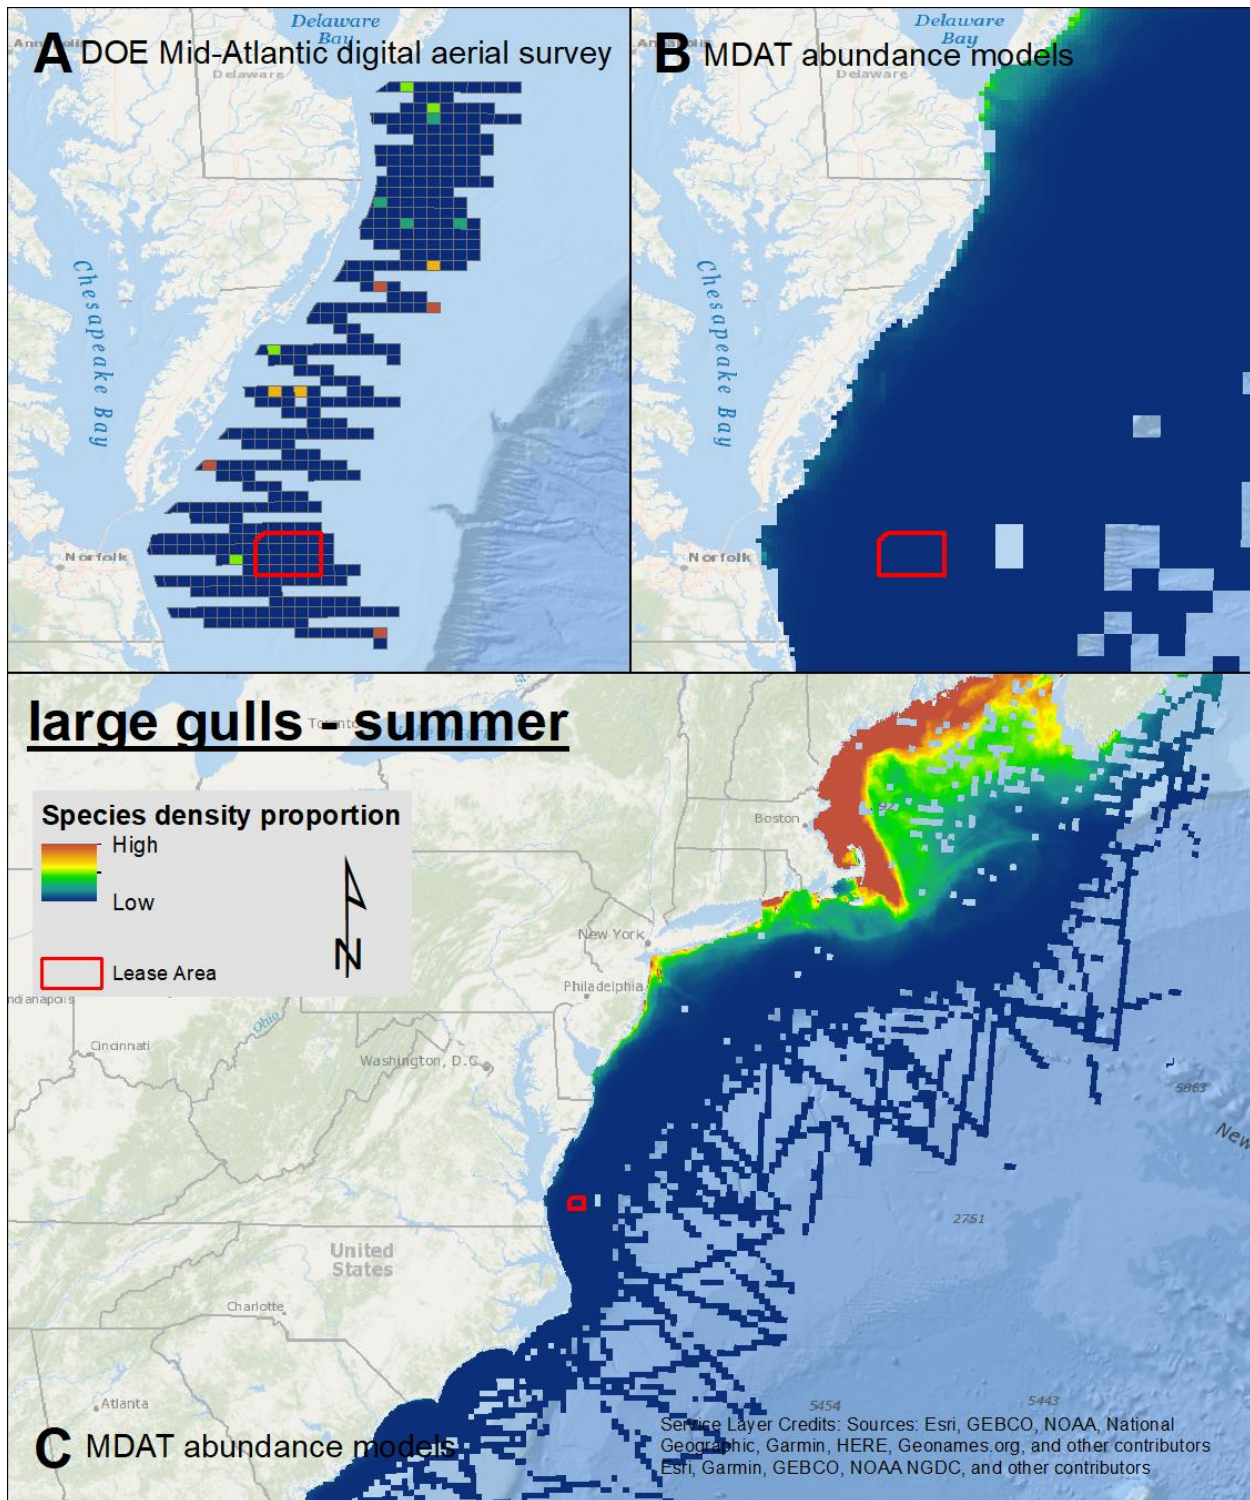 A DOE Mid-Atlantic digital aerial survey
Delaware
Bay
Delaware
Chesapeake Bay
Norfolk
B MDAT abundance models
Delaware
Bay
Delaware
Chesapeake Bay
Norfolk
large gulls - summer
Species density proportion
High
Low
N
Lease Area
Boston
New York
Philadelphia
ndianapolis
Ohio
Cincinnati
Washington, D.C.
5863
New
2751
United
States
Charlotte
Atlanta
5454
5443
C MDAT abundance models
Service Layer Credits: Sources: Esri, GEBCO, NOAA, National
Geographic, Garmin, HERE, Geonames.org, and other contributors
Esri, Garmin, GEBCO, NOAA NGDC, and other contributors